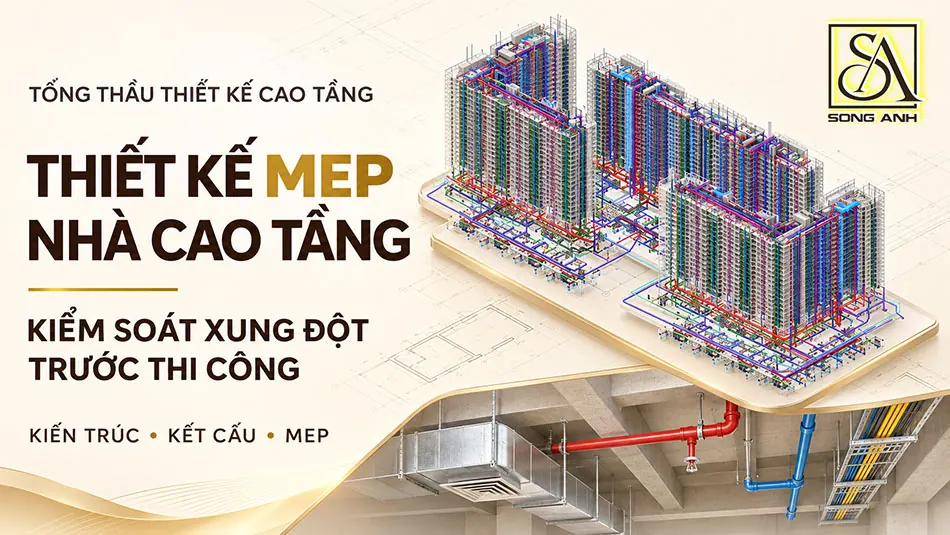 TỔNG THẦU THIẾT KẾ CAO TẦNG
THIẾT KẾ MEP
NHÀ CAO TẦNG
KIỂM SOÁT XUNG ĐỘT
TRƯỚC THI CÔNG
KIẾN TRÚC • KẾT CẤU • MEP
SA
SONG ANH